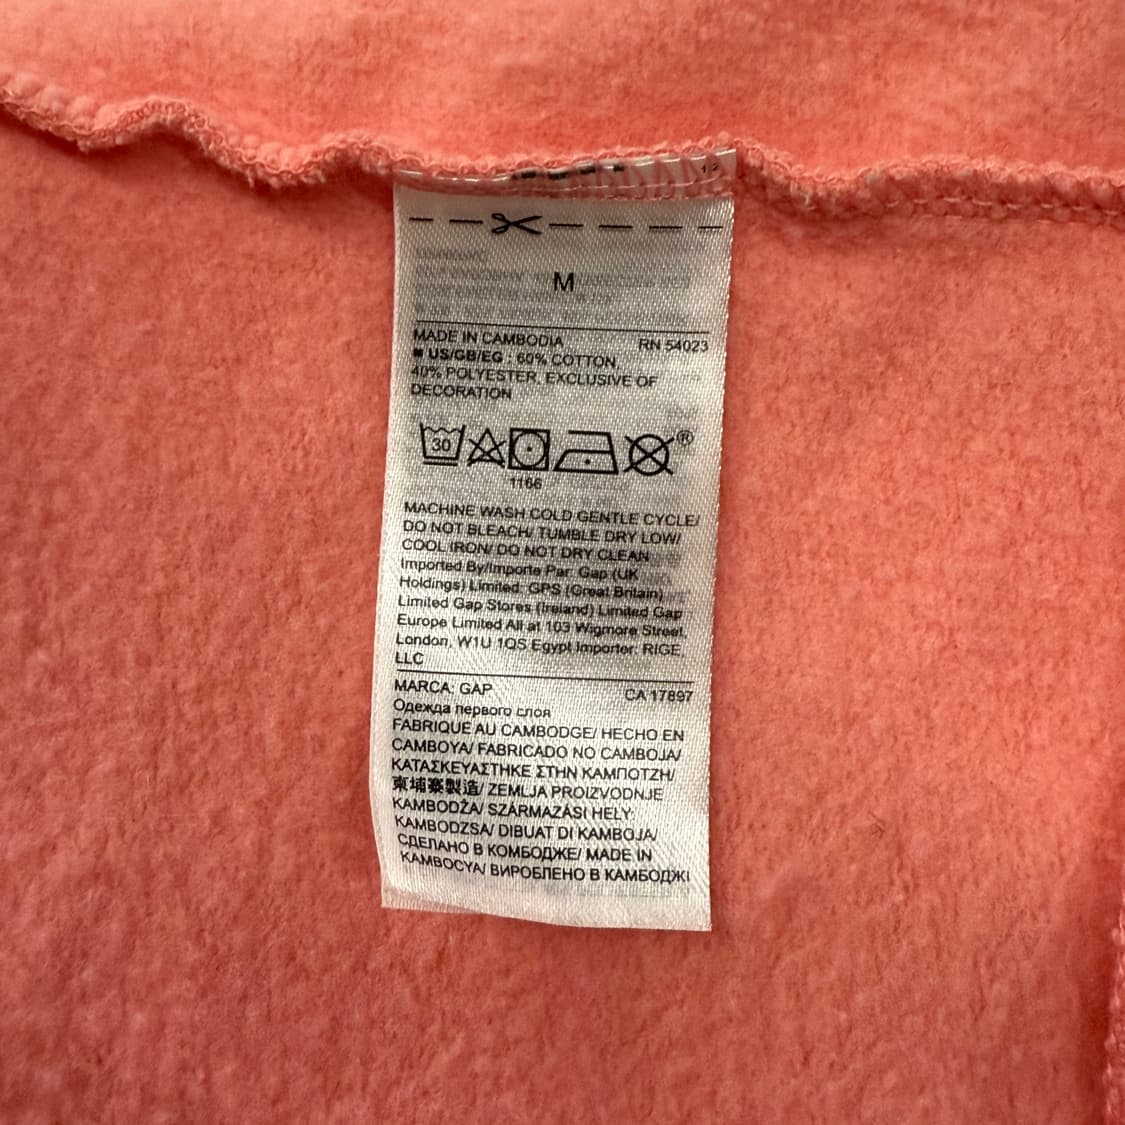 12
M
MADE IN CAMBODIA RN 54023
US/GB/EG : 60% COTTON,
40% POLYESTER, EXCLUSIVE OF
DECORATION
30 ®
1166
MACHINE WASH COLD GENTLE CYCLE/
DO NOT BLEACH/ TUMBLE DRY LOW/
COOL IRON/ DO NOT DRY CLEAN
Imported By/Importe Par: Gap (UK
Holdings) Limited; GPS (Great Britain)
Limited Gap Stores (Ireland) Limited Gap
Europe Limited All at 103 Wigmore Street,
London, W1U 1QS Egypt Importer: RIGE,
LLC
MARCA: GAP CA 17897
Одежда первого слоя
FABRIQUE AU CAMBODGE/ HECHO EN
CAMBOYA/ FABRICADO NO CAMBOJA/
ΚΑΤΑΣΚΕΥΑΣΤΗΚΕ ΣΤΗΝ ΚΑΜΠΟΤΖΗ/
柬埔寨製造/ ZEMLJA PROIZVODNJE
KAMBODŽA/ SZÁRMAZÁSI HELY:
KAMBODZSA/ DIBUAT DI KAMBOJA/
СДЕЛАНО В КОМБОДЖЕ/ MADE IN
KAMBOCYA/ ВИРОБЛЕНО В КАМБОДЖІ